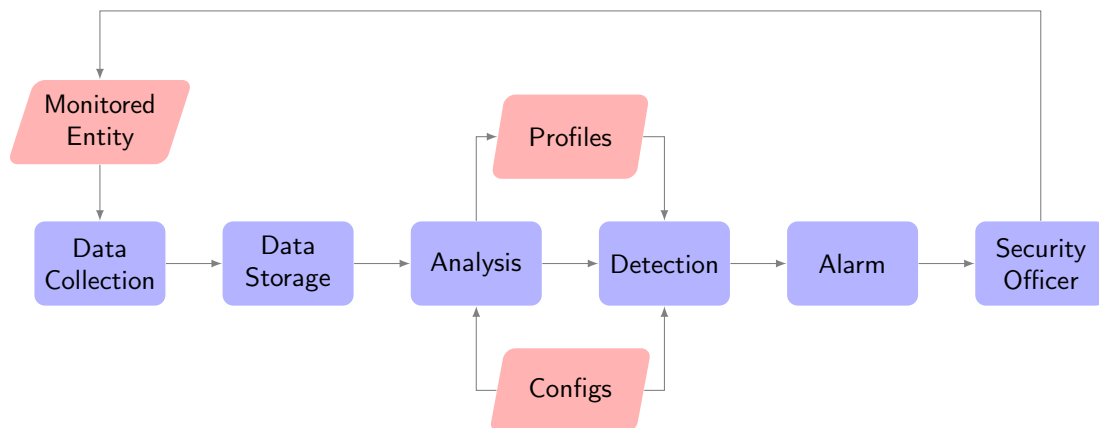 Monitored
Entity
Profiles
Data
Collection
Data
Storage
Analysis
Detection
Alarm
Security
Officer
Configs